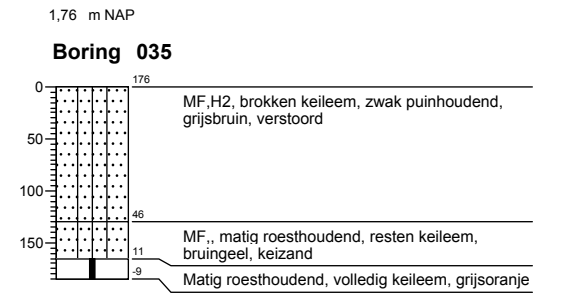 1,76 m NAP
Boring 035
0
176
MF,H2, brokken keileem, zwak puinhoudend,
grijsbruin, verstoord
50
100
46
150
MF,, matig roesthoudend, resten keileem,
bruingeel, keizand
11
-9
Matig roesthoudend, volledig keileem, grijsoranje